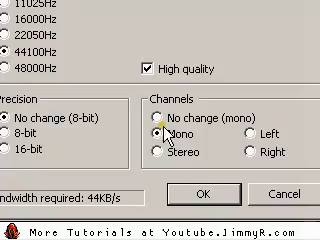 11025Hz
16000Hz
22050Hz
44100Hz
48000Hz
High quality
Precision
No change (8-bit)
8-bit
16-bit
Channels
No change (mono)
Mono
Left
Stereo
Right
ndwidth required: 44KB/s
OK
Cancel
More Tutorials at Youtube.JimmyR.com